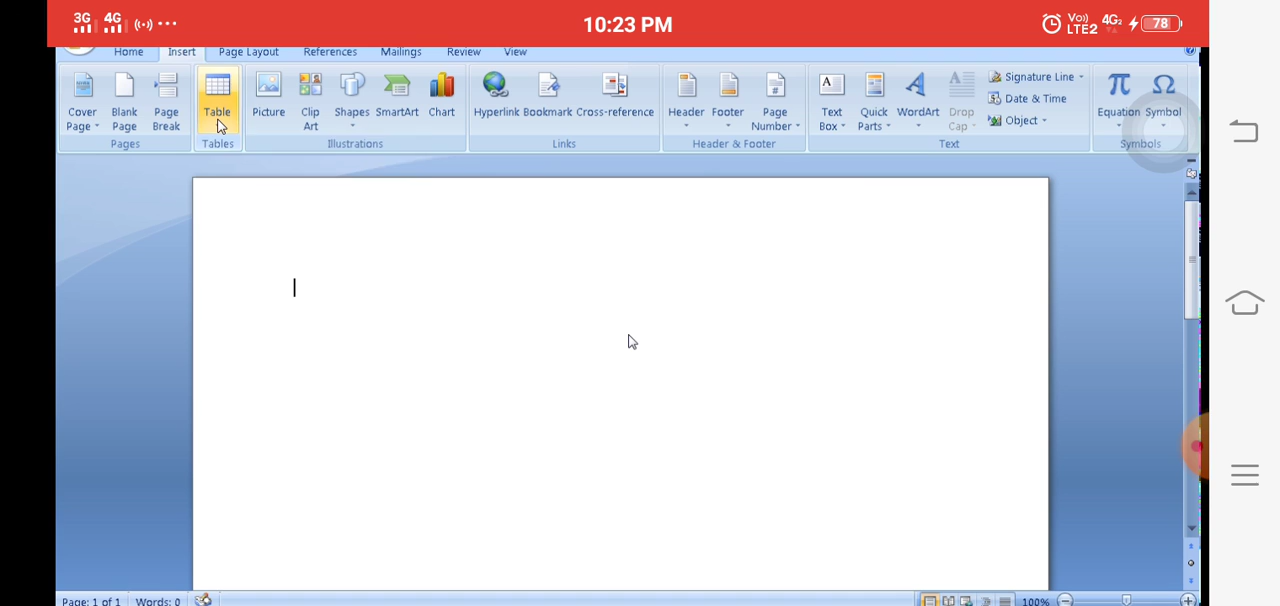 3G 4G 10:23 PM Vo) LTE2 4G2 78
Home Insert Page Layout References Mailings Review View
Cover Page Blank Page Page Break Table Picture Clip Art Shapes SmartArt Chart Hyperlink Bookmark Cross-reference Header Footer Page Number Text Box Quick Parts WordArt Drop Cap Signature Line Date & Time Object Equation Symbol
Pages Tables Illustrations Links Header & Footer Text Symbols
Page: 1 of 1 Words: 0 100%